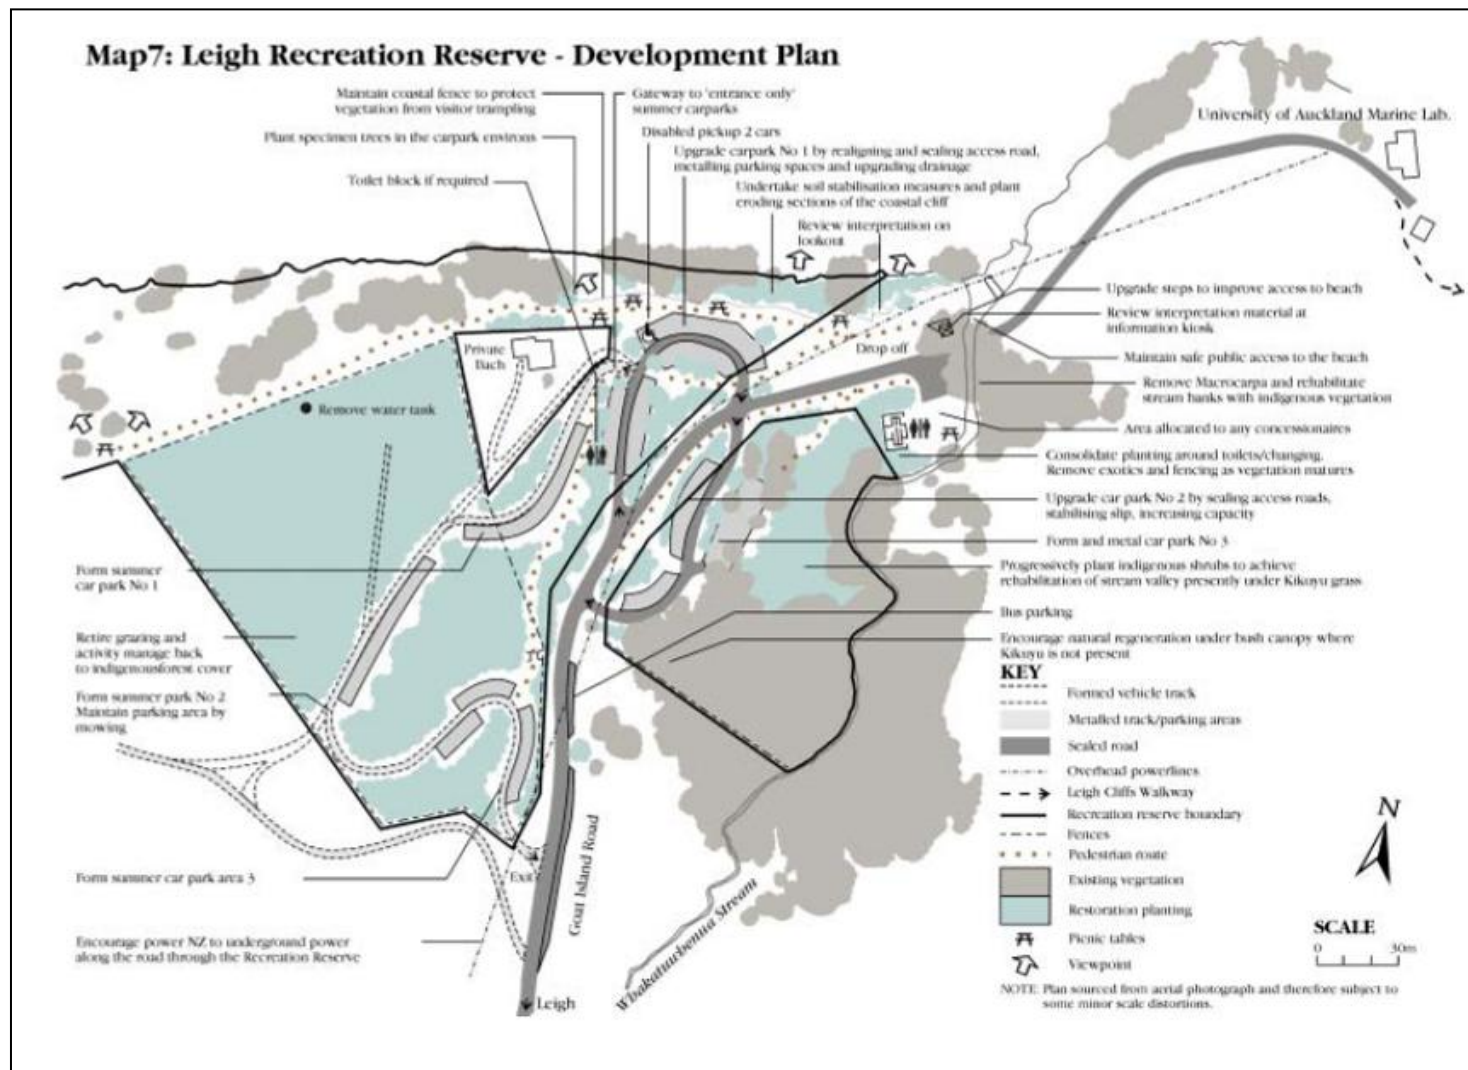 Map7: Leigh Recreation Reserve - Development Plan
Maintain coastal fence to protect
vegetation from visitor trampling
Plant specimen trees in the carpark environs
Toilet block if required
Gateway to 'entrance only'
summer carparks
Disabled pickup 2 cars
Upgrade carpark No 1 by realigning and sealing access road,
metalling parking spaces and upgrading drainage
Undertake soil stabilisation measures and plant
eroding sections of the coastal cliff
Review interpretation on
lookout
University of Auckland Marine Lab.
Upgrade steps to improve access to beach
Review interpretation material at
information kiosk
Maintain safe public access to the beach
Remove Macrocarpa and rehabilitate
stream banks with indigenous vegetation
Area allocated to any concessionaires
Consolidate planting around toilets/changing.
Remove exotics and fencing as vegetation matures
Upgrade car park No 2 by sealing access roads,
stabilising slip, increasing capacity
Form and metal car park No 3
Progressively plant indigenous shrubs to achieve
rehabilitation of stream valley presently under Kikuyu grass
Bus parking
Encourage natural regeneration under bush canopy where
Kikuyu is not present
Private
Bach
Drop off
Remove water tank
Form summer
car park No 1
Retire grazing and
activity manage back
to indigenousforest cover
Form summer park No 2
Maintain parking area by
mowing
Form summer car park area 3
Encourage power NZ to underground power
along the road through the Recreation Reserve
Exit
Goat Island Road
Leigh
Stream
KEY
Formed vehicle track
Metalled track/parking areas
Sealed road
Overhead powerlines
Leigh Cliffs Walkway
Recreation reserve boundary
Fences
Pedestrian route
Existing vegetation
Restoration planting
Picnic tables
Viewpoint
N
SCALE
0 30m
NOTE: Plan sourced from aerial photograph and therefore subject to
some minor scale distortions.